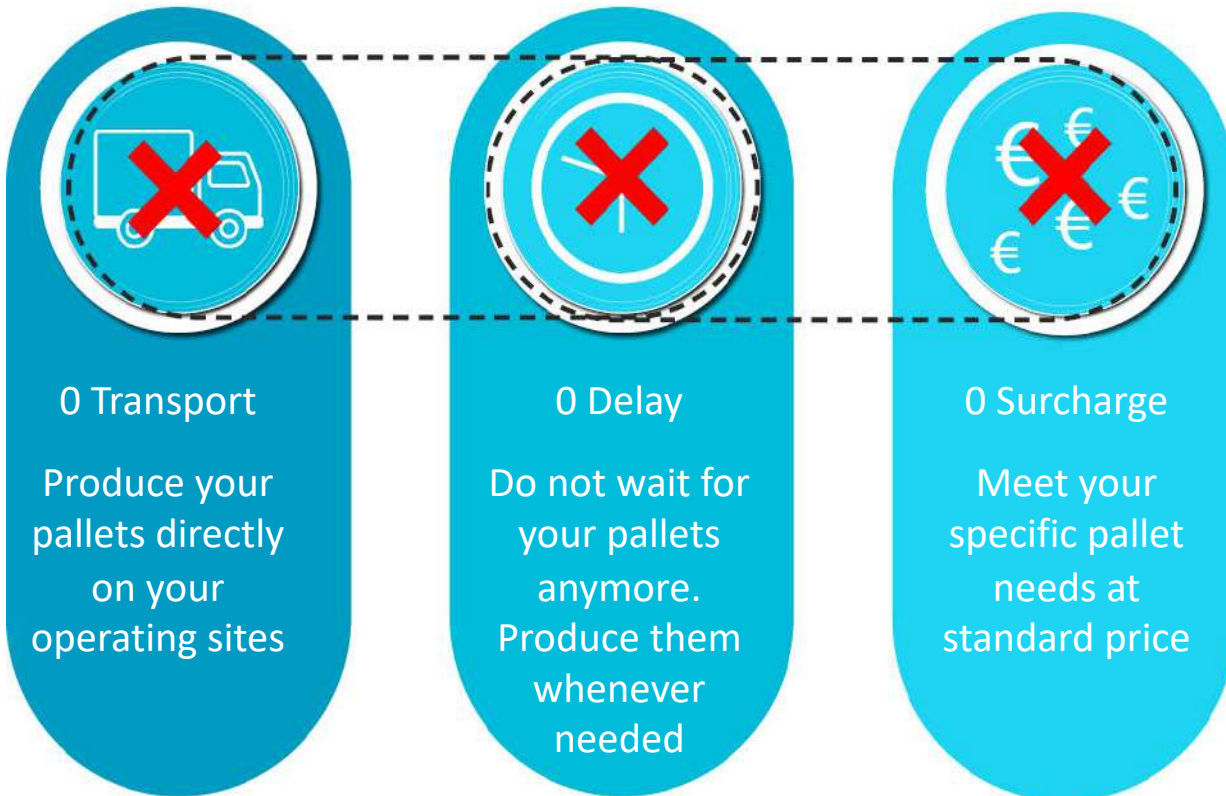 €
€
€
€
€
0 Transport
Produce your
pallets directly
on your
operating sites
0 Delay
Do not wait for
your pallets
anymore.
Produce them
whenever
needed
0 Surcharge
Meet your
specific pallet
needs at
standard price